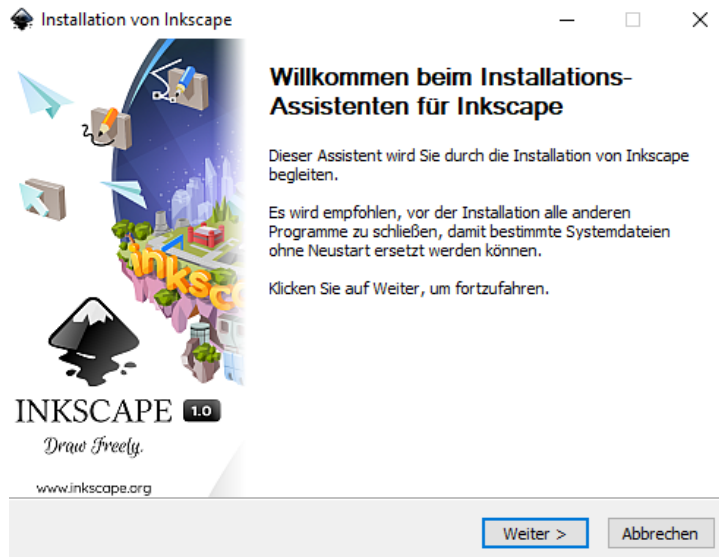 Installation von Inkscape
Willkommen beim Installations-
Assistenten für Inkscape
Dieser Assistent wird Sie durch die Installation von Inkscape
begleiten.
Es wird empfohlen, vor der Installation alle anderen
Programme zu schließen, damit bestimmte Systemdateien
ohne Neustart ersetzt werden können.
Klicken Sie auf Weiter, um fortzufahren.
inksc
INKSCAPE 1.0
Draw Freely.
www.inkscape.org
Weiter >
Abbrechen